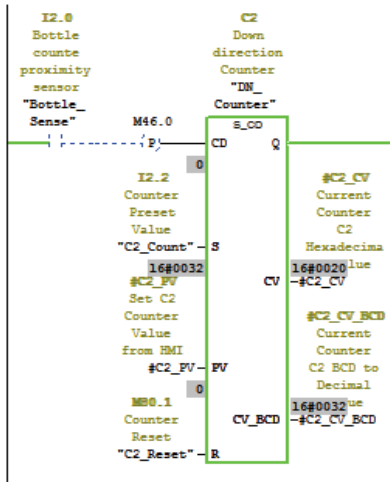 I2.0
Bottle
counte
proximity
sensor
"Bottle_
Sense"
M46.0
P
C2
Down
direction
Counter
"DN_
Counter"
S_CD
CD
Q
0
I2.2
Counter
Preset
Value
"C2_Count"
S
16#0032
#C2_PV
Set C2
Counter
Value
from HMI
#C2_PV
PV
0
M80.1
Counter
Reset
"C2_Reset"
R
#C2_CV
Current
Counter
C2
Hexadecima
lue
16#0020
CV
#C2_CV
#C2_CV_BCD
Current
Counter
C2 BCD to
Decimal
ue
16#0032
CV_BCD
#C2_CV_BCD